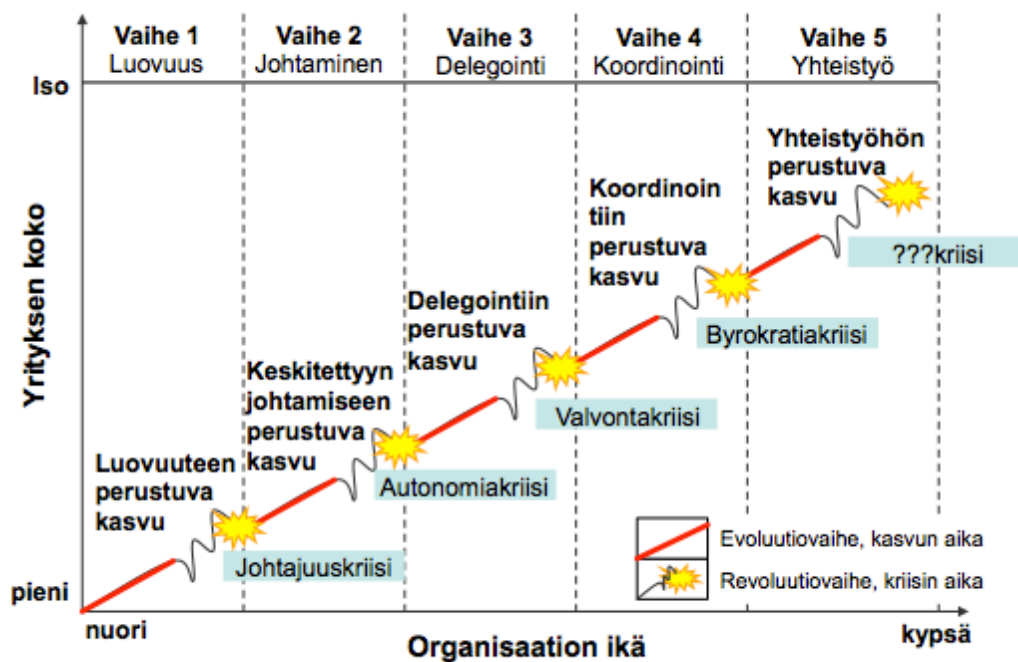 Vaihe 1
Luovuus
Vaihe 2
Johtaminen
Vaihe 3
Delegointi
Vaihe 4
Koordinointi
Vaihe 5
Yhteistyö
Iso
Yrityksen koko
pieni
Luovuuteen
perustuva
kasvu
Johtajuuskriisi
Keskitettyyn
johtamiseen
perustuva
kasvu
Autonomiakriisi
Delegointiin
perustuva
kasvu
Valvontakriisi
Koordinoin
tiin
perustuva
kasvu
Byrokratiakriisi
Yhteistyöhön
perustuva
kasvu
???kriisi
Evoluutiovaihe, kasvun aika
Revoluutiovaihe, kriisin aika
nuori
Organisaation ikä
kypsä